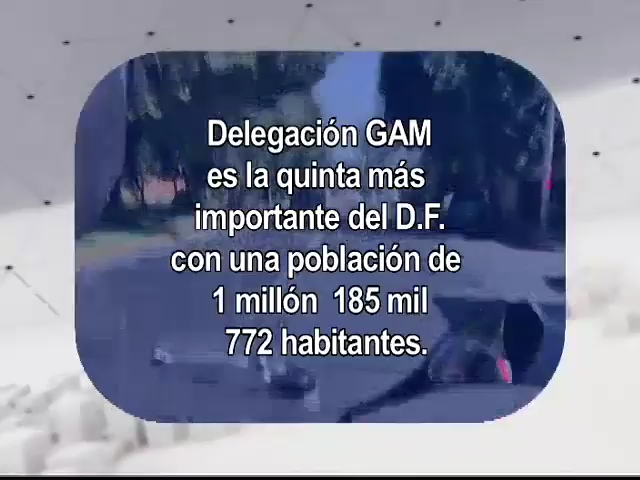 Delegación GAM
es la quinta más
importante del D.F.
con una población de
1 millón 185 mil
772 habitantes.